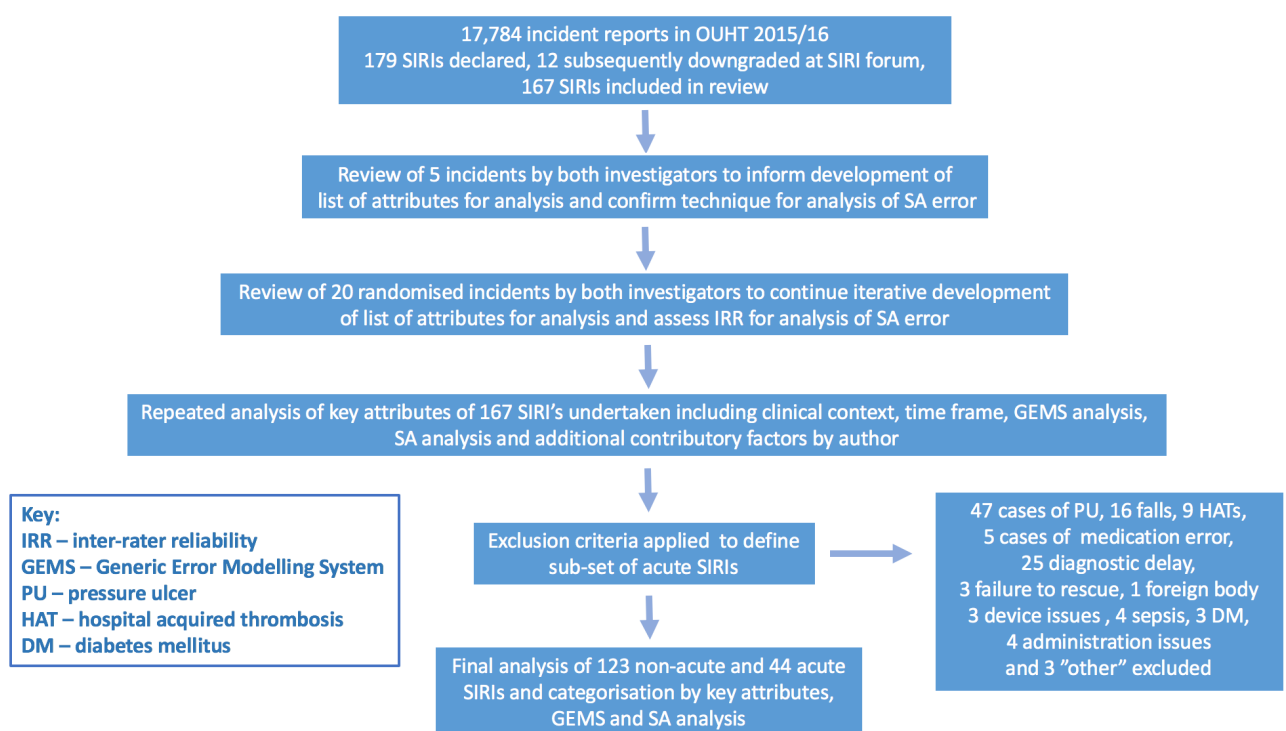 17,784 incident reports in OUHT 2015/16
179 SIRIs declared, 12 subsequently downgraded at SIRI forum,
167 SIRIs included in review
Review of 5 incidents by both investigators to inform development of
list of attributes for analysis and confirm technique for analysis of SA error
Review of 20 randomised incidents by both investigators to continue iterative development
of list of attributes for analysis and assess IRR for analysis of SA error
Repeated analysis of key attributes of 167 SIRI's undertaken including clinical context, time frame, GEMS analysis,
SA analysis and additional contributory factors by author
Key:
IRR – inter-rater reliability
GEMS – Generic Error Modelling System
PU – pressure ulcer
HAT – hospital acquired thrombosis
DM – diabetes mellitus
Exclusion criteria applied to define
sub-set of acute SIRIs
47 cases of PU, 16 falls, 9 HATs,
5 cases of medication error,
25 diagnostic delay,
3 failure to rescue, 1 foreign body
3 device issues , 4 sepsis, 3 DM,
4 administration issues
and 3 ”other” excluded
Final analysis of 123 non-acute and 44 acute
SIRIs and categorisation by key attributes,
GEMS and SA analysis